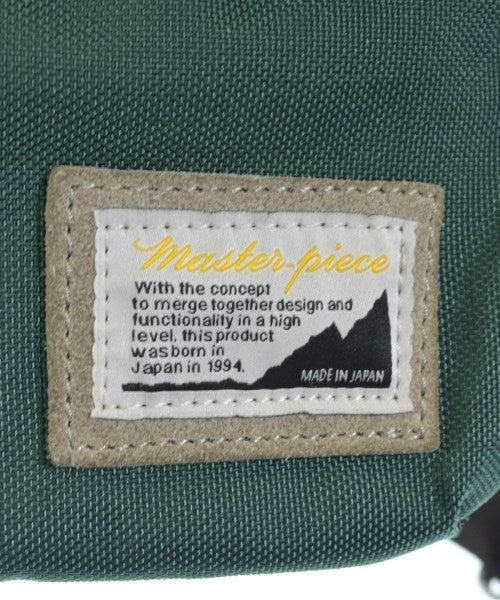 Master-piece
With the concept
to merge together design and
functionality in a high
level, this product
was born in
Japan in 1994.
MADE IN JAPAN